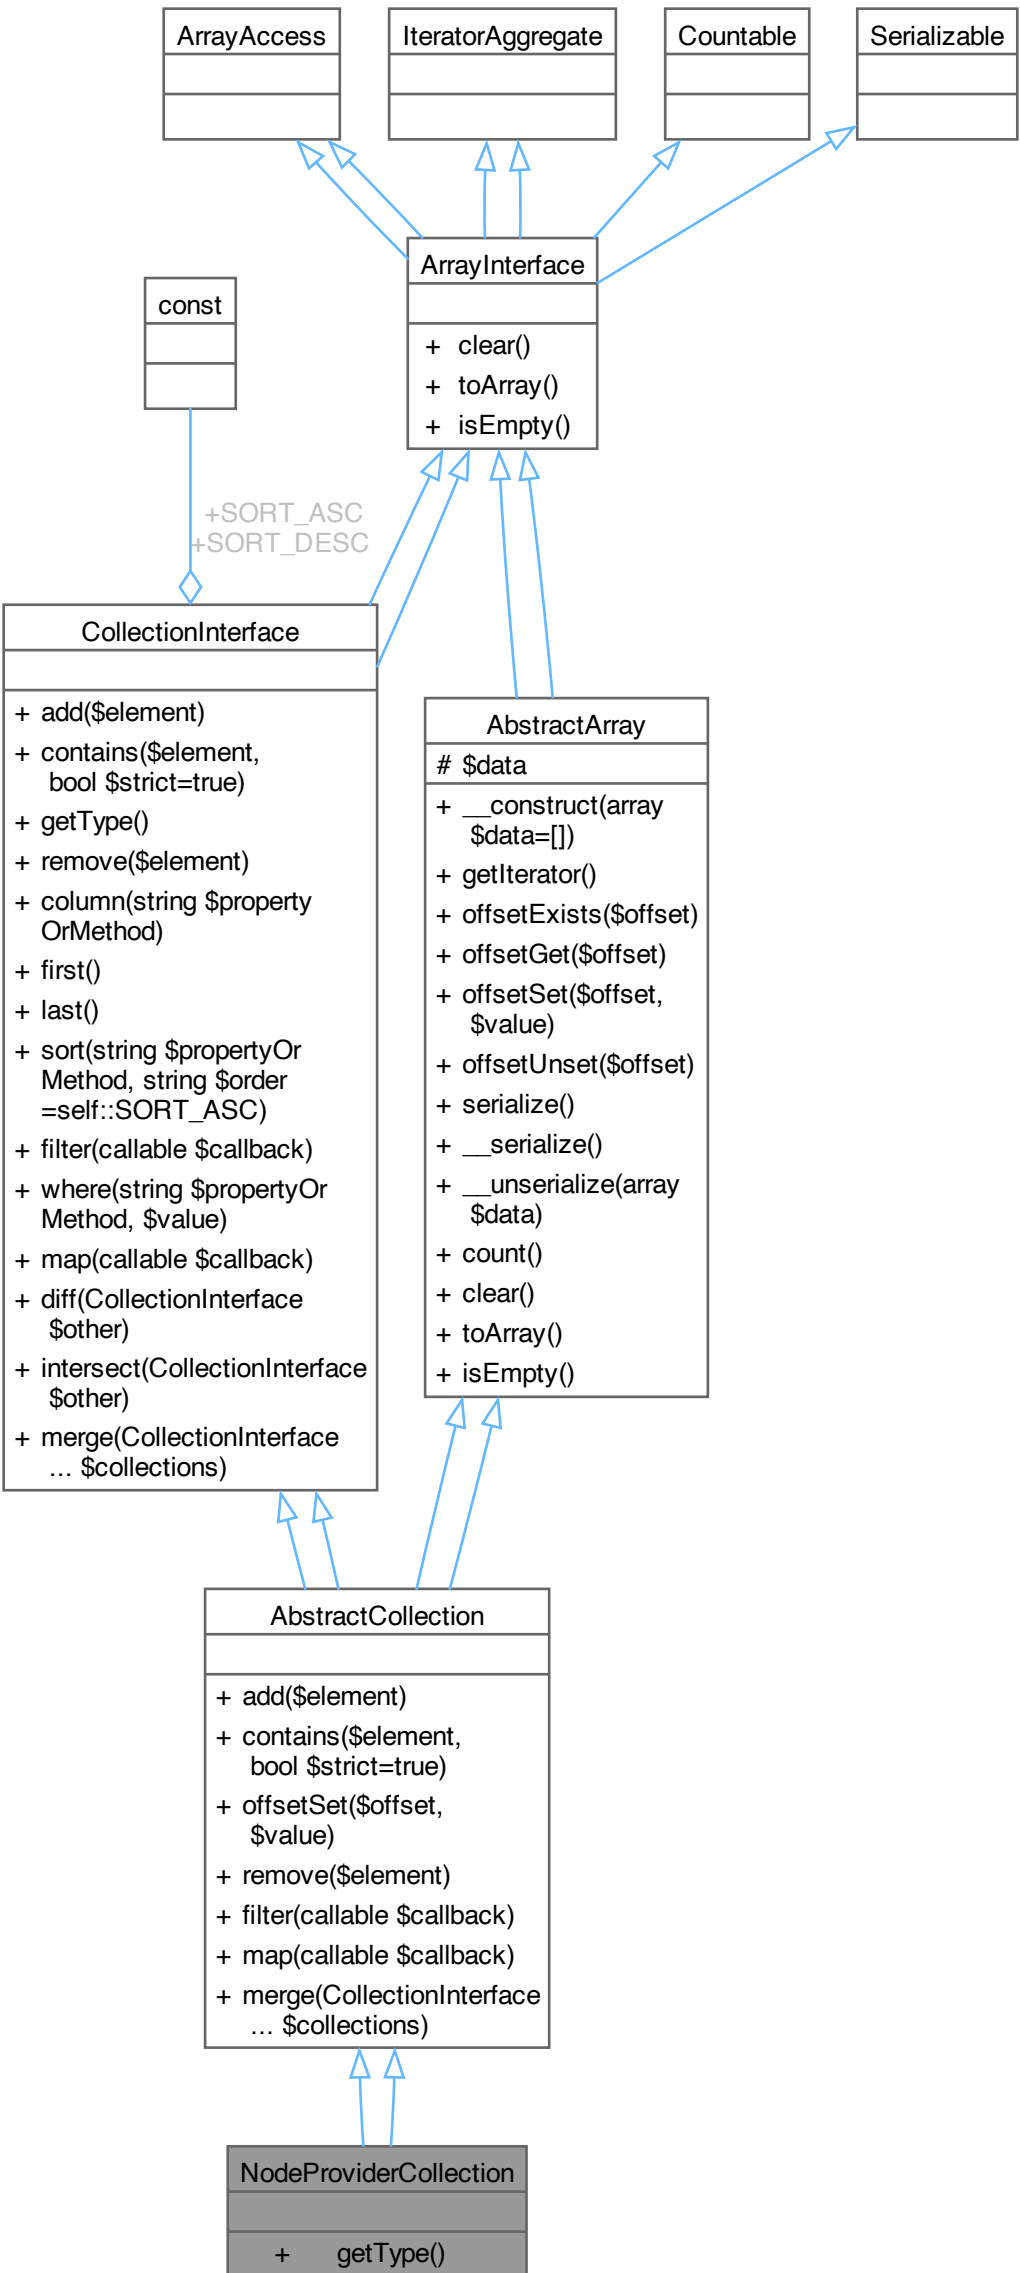 ArrayAccess
IteratorAggregate
Countable
Serializable
ArrayInterface
+ clear()
+ toArray()
+ isEmpty()
const
+SORT_ASC
+SORT_DESC
CollectionInterface
+ add($element)
+ contains($element,
bool $strict=true)
+ getType()
+ remove($element)
+ column(string $property
OrMethod)
+ first()
+ last()
+ sort(string $propertyOr
Method, string $order
=self::SORT_ASC)
+ filter(callable $callback)
+ where(string $propertyOr
Method, $value)
+ map(callable $callback)
+ diff(CollectionInterface
$other)
+ intersect(CollectionInterface
$other)
+ merge(CollectionInterface
... $collections)
AbstractArray
# $data
+ __construct(array
$data=[])
+ getIterator()
+ offsetExists($offset)
+ offsetGet($offset)
+ offsetSet($offset,
$value)
+ offsetUnset($offset)
+ serialize()
+ __serialize()
+ __unserialize(array
$data)
+ count()
+ clear()
+ toArray()
+ isEmpty()
AbstractCollection
+ add($element)
+ contains($element,
bool $strict=true)
+ offsetSet($offset,
$value)
+ remove($element)
+ filter(callable $callback)
+ map(callable $callback)
+ merge(CollectionInterface
... $collections)
NodeProviderCollection
+ getType()